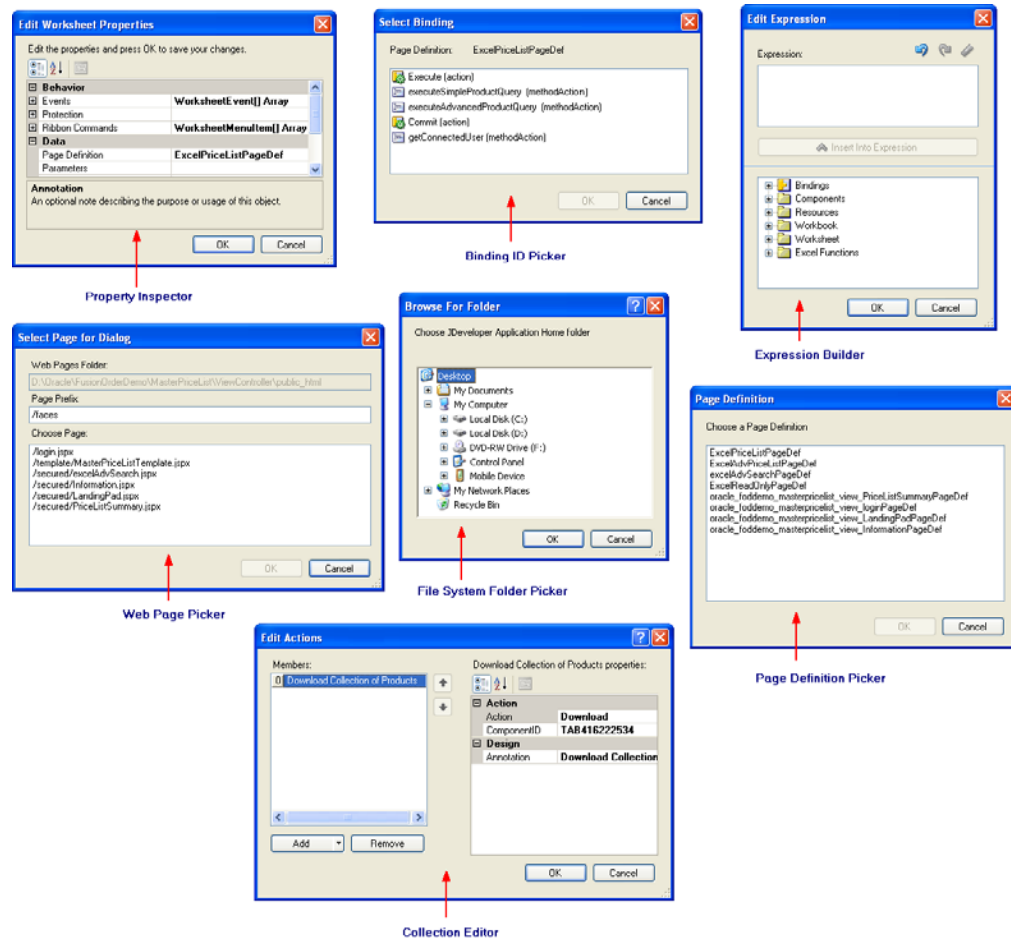 Edit Worksheet Properties
Edit the properties and press OK to save your changes.
Behavior
Events WorksheetEvent[] Array
Protection
Ribbon Commands WorksheetMenuItem[] Array
Data
Page Definition ExcelPriceListPageDef
Parameters
Annotation
An optional note describing the purpose or usage of this object.
OK Cancel
Property Inspector
Select Binding
Page Definition: ExcelPriceListPageDef
Execute (action)
executeSimpleProductQuery (methodAction)
executeAdvancedProductQuery (methodAction)
Commit (action)
getConnectedUser (methodAction)
OK Cancel
Binding ID Picker
Edit Expression
Expression:
Insert Into Expression
Bindings
Components
Resources
Workbook
Worksheet
Excel Functions
OK Cancel
Expression Builder
Select Page for Dialog
Web Pages Folder:
D:\Oracle\FusionOrderDemo\MasterPriceList\ViewController\public_html
Page Prefix:
/faces
Choose Page:
/login.jspx
/template/MasterPriceListTemplate.jspx
/secured/excelAdvSearch.jspx
/secured/Information.jspx
/secured/LandingPad.jspx
/secured/PriceListSummary.jspx
OK Cancel
Web Page Picker
Browse For Folder
Choose JDeveloper Application Home folder
Desktop
My Documents
My Computer
Local Disk (C:)
Local Disk (D:)
DVD-RW Drive (F:)
Control Panel
Mobile Device
My Network Places
Recycle Bin
OK Cancel
File System Folder Picker
Page Definition
Choose a Page Definition
ExcelPriceListPageDef
ExcelAdvPriceListPageDef
excelAdvSearchPageDef
ExcelReadOnlyPageDef
oracle_foddemo_masterpricelist_view_PriceListSummaryPageDef
oracle_foddemo_masterpricelist_view_loginPageDef
oracle_foddemo_masterpricelist_view_LandingPadPageDef
oracle_foddemo_masterpricelist_view_InformationPageDef
OK Cancel
Page Definition Picker
Edit Actions
Members:
0 Download Collection of Products
Add Remove
Download Collection of Products properties:
Action
Action Download
ComponentID TAB416222534
Design
Annotation Download Collection
OK Cancel
Collection Editor